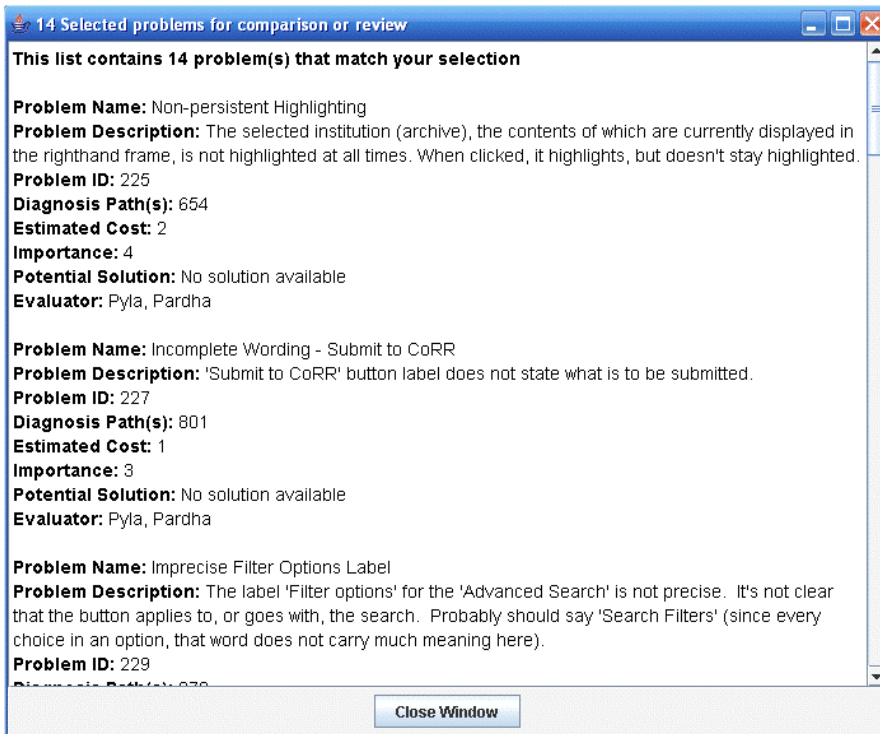 14 Selected problems for comparison or review
This list contains 14 problem(s) that match your selection
Problem Name: Non-persistent Highlighting
Problem Description: The selected institution (archive), the contents of which are currently displayed in
the righthand frame, is not highlighted at all times. When clicked, it highlights, but doesn't stay highlighted.
Problem ID: 225
Diagnosis Path(s): 654
Estimated Cost: 2
Importance: 4
Potential Solution: No solution available
Evaluator: Pyla, Pardha
Problem Name: Incomplete Wording - Submit to CoRR
Problem Description: 'Submit to CoRR' button label does not state what is to be submitted.
Problem ID: 227
Diagnosis Path(s): 801
Estimated Cost: 1
Importance: 3
Potential Solution: No solution available
Evaluator: Pyla, Pardha
Problem Name: Imprecise Filter Options Label
Problem Description: The label 'Filter options' for the 'Advanced Search' is not precise.  It's not clear
that the button applies to, or goes with, the search.  Probably should say 'Search Filters' (since every
choice in an option, that word does not carry much meaning here).
Problem ID: 229
Diagnosis Path(s):
Close Window